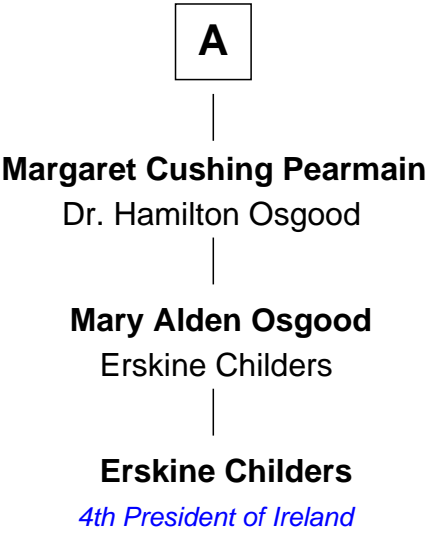 A
Margaret Cushing Pearmain
Dr. Hamilton Osgood
Mary Alden Osgood
Erskine Childers
Erskine Childers
4th President of Ireland